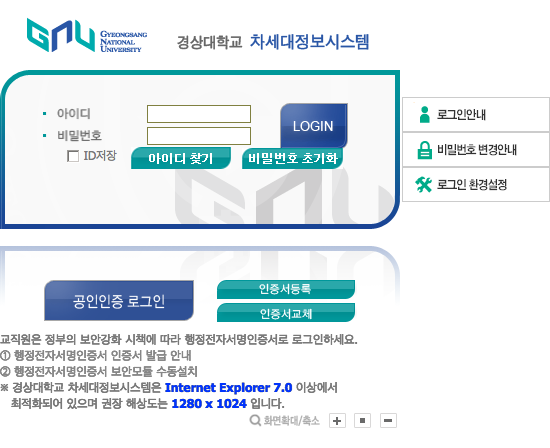 GNU GYEONGSANG
NATIONAL
UNIVERSITY
경상대학교 차세대정보시스템
아이디
비밀번호
LOGIN
ID저장
아이디 찾기
비밀번호 초기화
로그인안내
비밀번호 변경안내
로그인 환경설정
GNU
공인인증 로그인
인증서등록
인증서교체
교직원은 정부의 보안강화 시책에 따라 행정전자서명인증서로 로그인하세요.
① 행정전자서명인증서 인증서 발급 안내
② 행정전자서명인증서 보안모듈 수동설치
※ 경상대학교 차세대정보시스템은 Internet Explorer 7.0 이상에서
최적화되어 있으며 권장 해상도는 1280 x 1024 입니다.
화면확대/축소